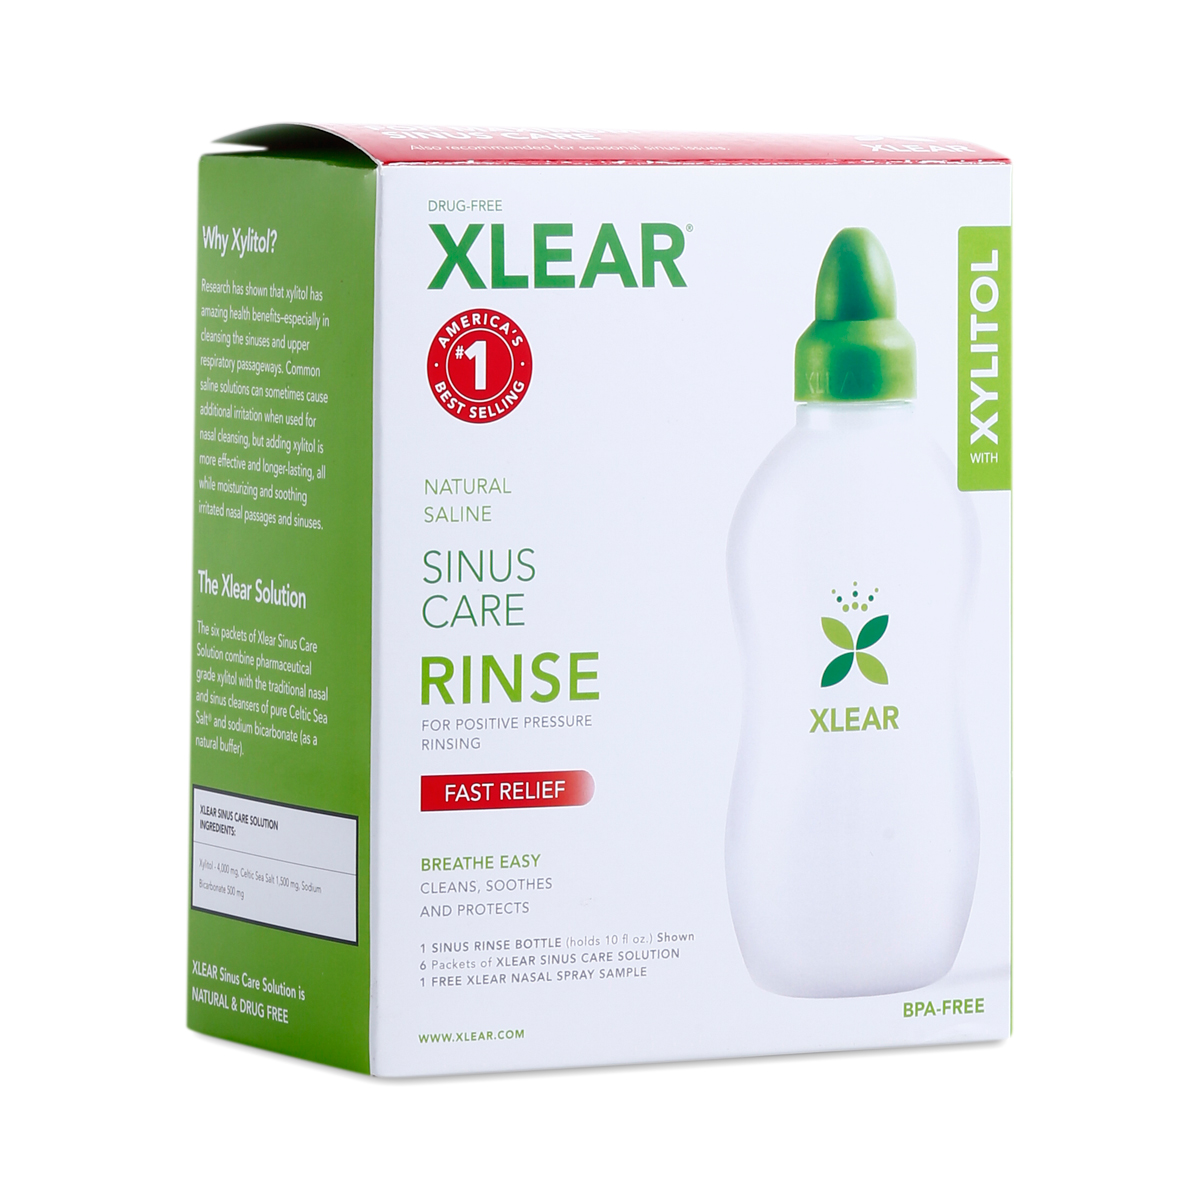 SINUS CARE
Also recommended for seasonal sinus issues.
XLEAR
Why Xylitol?
Research has shown that xylitol has
amazing health benefits–especially in
cleansing the sinuses and upper
respiratory passageways. Common
saline solutions can sometimes cause
additional irritation when used for
nasal cleansing, but adding xylitol is
more effective and longer-lasting, all
while moisturizing and soothing
irritated nasal passages and sinuses.
The Xlear Solution
The six packets of Xlear Sinus Care
Solution combine pharmaceutical
grade xylitol with the traditional nasal
and sinus cleansers of pure Celtic Sea
Salt® and sodium bicarbonate (as a
natural buffer).
XLEAR SINUS CARE SOLUTION
INGREDIENTS:
Xylitol - 4,000 mg, Celtic Sea Salt 1,500 mg, Sodium
Bicarbonate 500 mg
XLEAR Sinus Care Solution is
NATURAL & DRUG FREE
DRUG-FREE
XLEAR®
AMERICA'S
#1
BEST SELLING
NATURAL
SALINE
SINUS
CARE
RINSE
FOR POSITIVE PRESSURE
RINSING
FAST RELIEF
BREATHE EASY
CLEANS, SOOTHES
AND PROTECTS
1 SINUS RINSE BOTTLE (holds 10 fl oz.) Shown
6 Packets of XLEAR SINUS CARE SOLUTION
1 FREE XLEAR NASAL SPRAY SAMPLE
WWW.XLEAR.COM
WITH XYLITOL
XLEAR
XLEAR
BPA-FREE